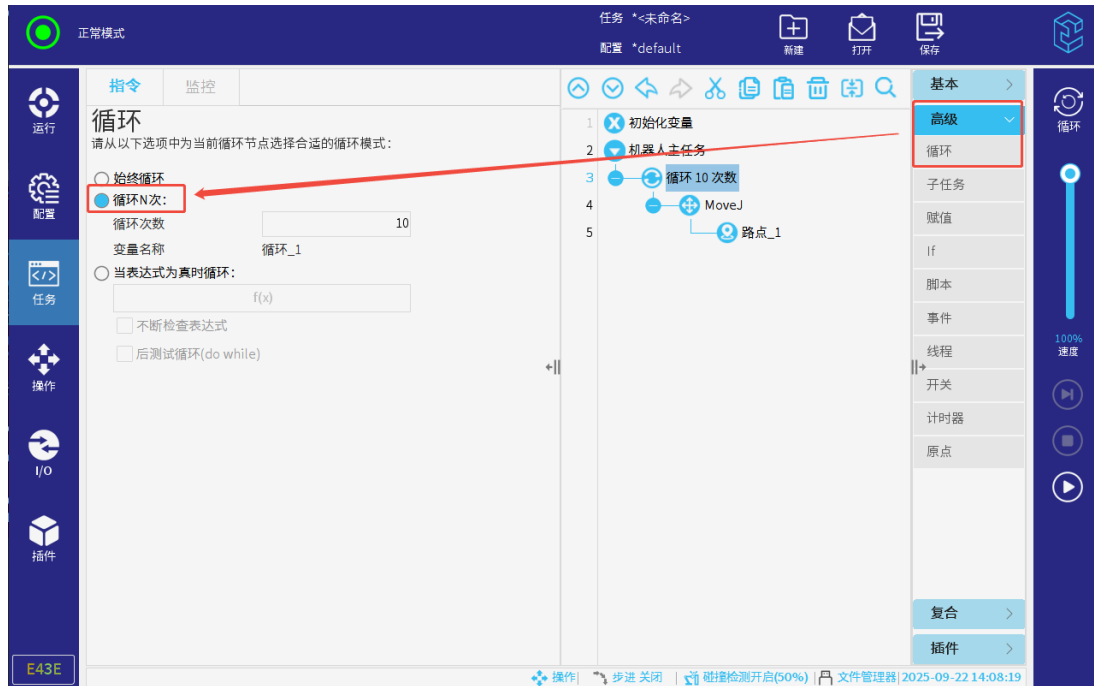 正常模式
任务 *<未命名>
配置 *default
新建
打开
保存
运行
配置
任务
操作
I/O
插件
E43E
指令
监控
循环
请从以下选项中为当前循环节点选择合适的循环模式：
始终循环
循环N次：
循环次数 10
变量名称 循环_1
当表达式为真时循环：
f(x)
不断检查表达式
后测试循环(do while)
1 初始化变量
2 机器人主任务
3 循环 10 次数
4 MoveJ
5 路点_1
基本
高级
循环
子任务
赋值
If
脚本
事件
线程
开关
计时器
原点
复合
插件
循环
100%
速度
操作| 步进 关闭 | 碰撞检测开启(50%) | 文件管理器|2025-09-22 14:08:19